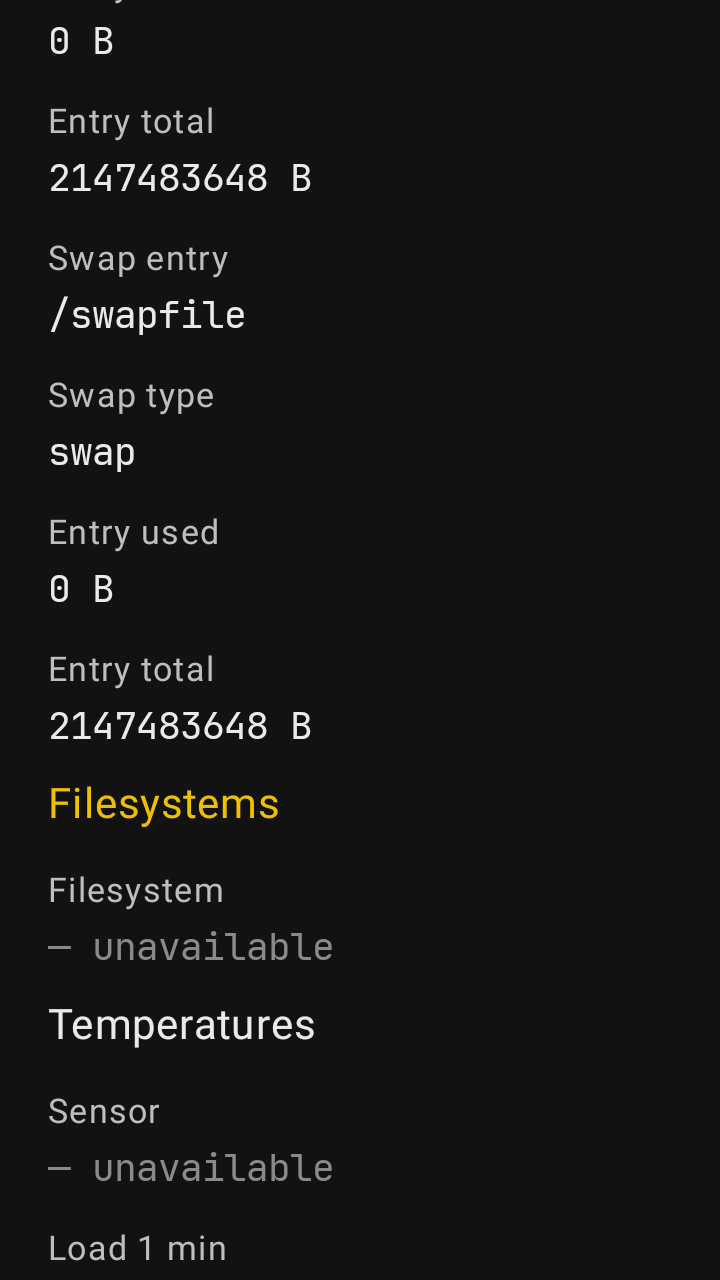 0 B
Entry total
2147483648 B
Swap entry
/swapfile
Swap type
swap
Entry used
0 B
Entry total
2147483648 B
Filesystems
Filesystem
— unavailable
Temperatures
Sensor
— unavailable
Load 1 min